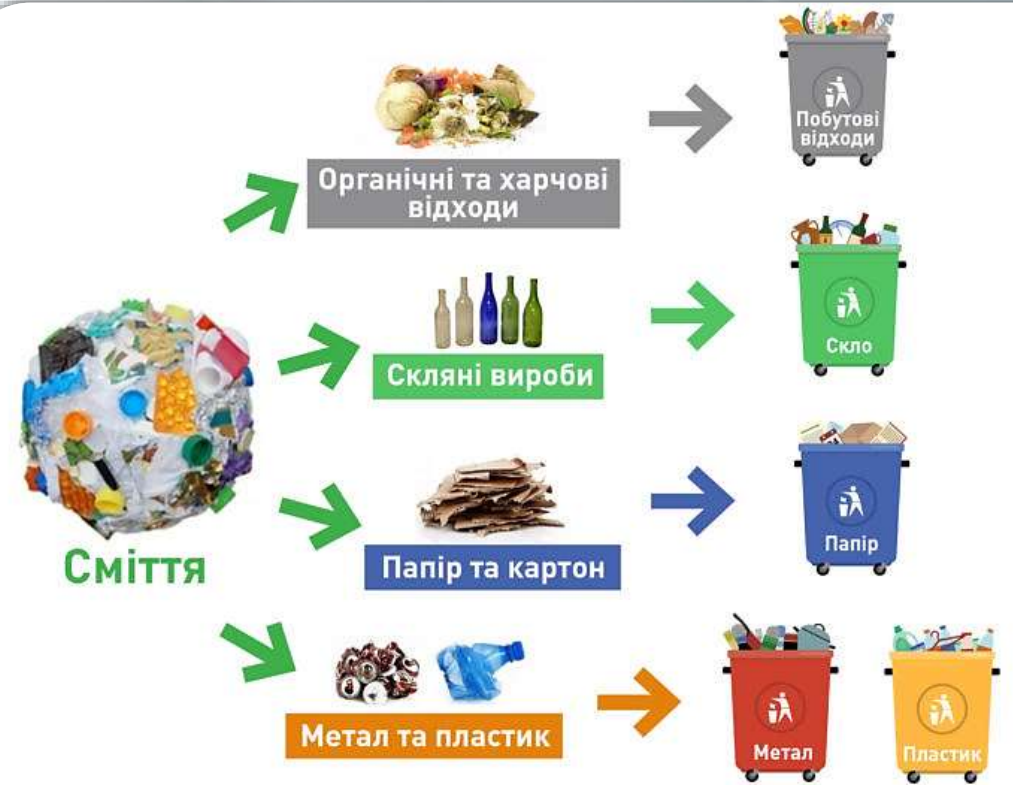 Органічні та харчові
відходи
Побутові
відходи
Скляні вироби
Скло
Сміття
Папір та картон
Папір
Метал та пластик
Метал
Пластик